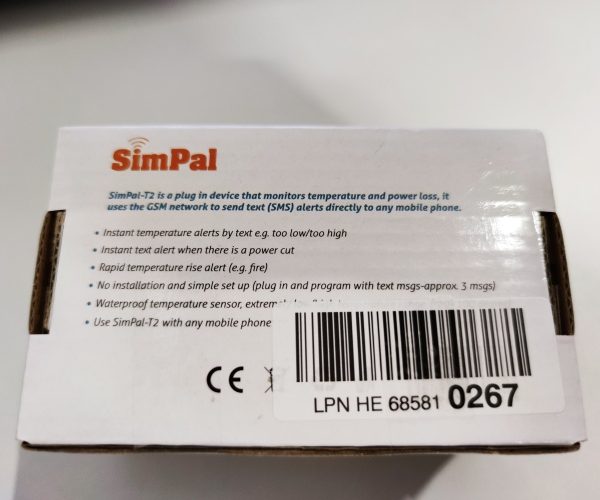 SimPal
SimPal-T2 is a plug in device that monitors temperature and power loss, it
uses the GSM network to send text (SMS) alerts directly to any mobile phone.
• Instant temperature alerts by text e.g. too low/too high
• Instant text alert when there is a power cut
• Rapid temperature rise alert (e.g. fire)
• No installation and simple set up (plug in and program with text msgs-approx. 3 msgs)
• Waterproof temperature sensor,
• Use SimPal-T2 with any mobile phone
CE
LPN HE 68581 0267